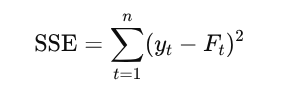 SSE = \sum_{t=1}^{n} (y_t - F_t)^2